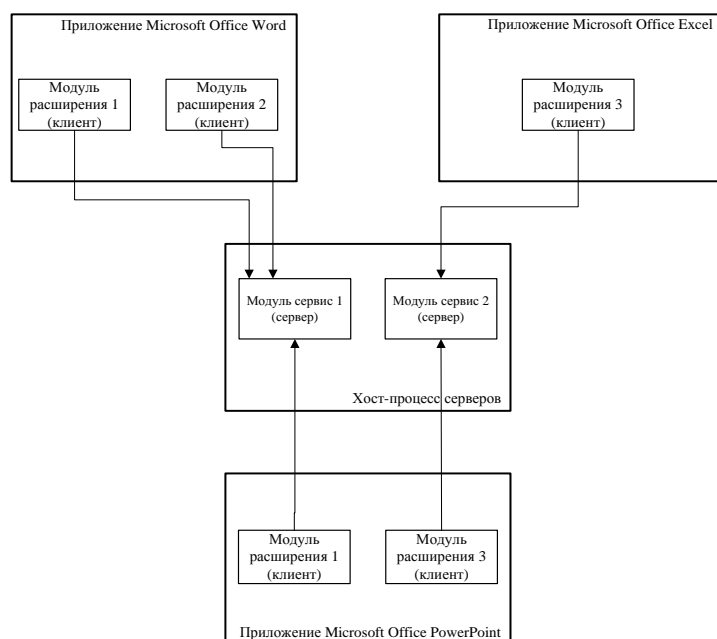 Приложение Microsoft Office Word
Модуль
расширения 1
(клиент)
Модуль
расширения 2
(клиент)
Приложение Microsoft Office Excel
Модуль
расширения 3
(клиент)
Модуль сервис 1
(сервер)
Модуль сервис 2
(сервер)
Хост-процесс серверов
Модуль
расширения 1
(клиент)
Модуль
расширения 3
(клиент)
Приложение Microsoft Office PowerPoint